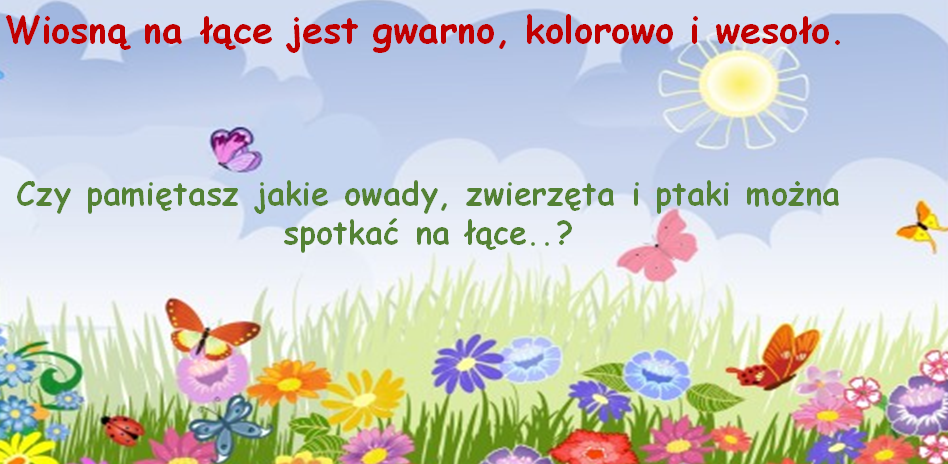 Wiosną na łące jest gwarno, kolorowo i wesoło.
Czy pamiętasz jakie owady, zwierzęta i ptaki można
spotkać na łące..?